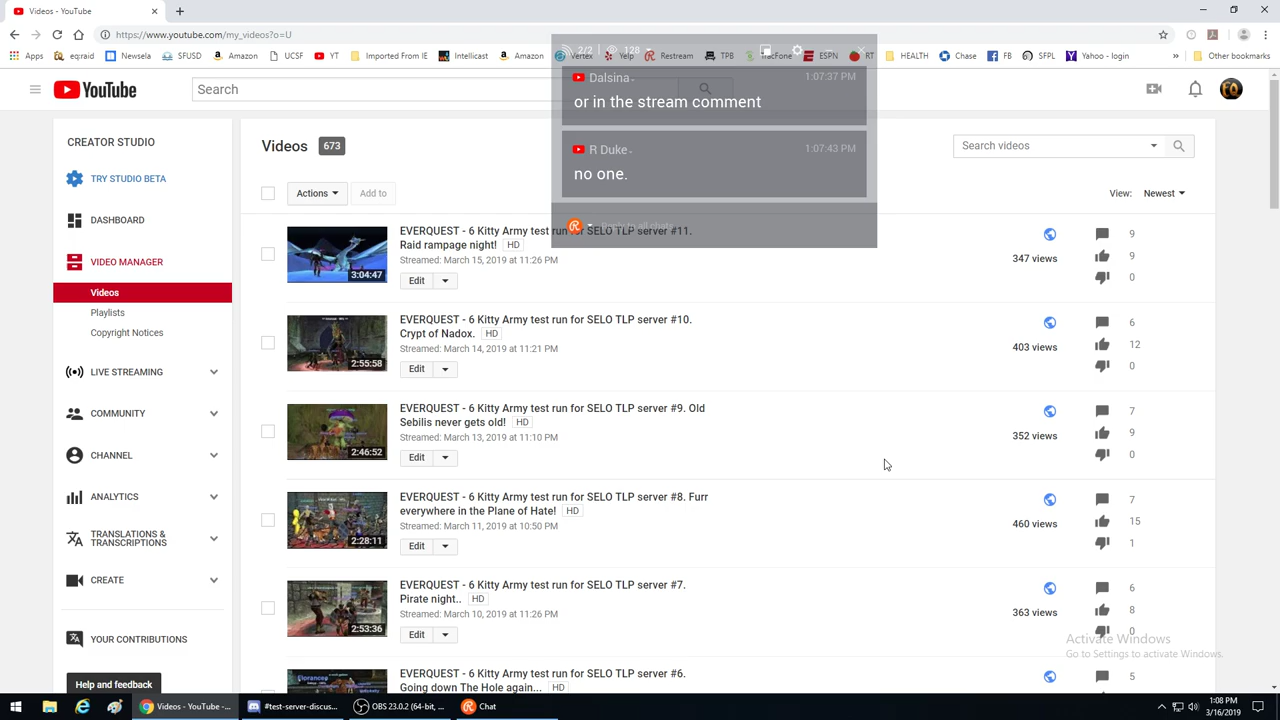 Videos - YouTube
https://www.youtube.com/my_videos?o=U
Apps
Newsela
SFUSD
Amazon
UCSF
YT
Imported From IE
Amazon
Vertex
Yelp
Restream
TPB
TracFone
ESPN
RT
HEALTH
Chase
FB
SFPL
Yahoo - login
»
Other bookmarks
2/2
120
YouTube
Search
Dalsina
1:07:37 PM
or in the stream comment
R Duke
1:07:43 PM
no one.
Reply to all chats
CREATOR STUDIO
TRY STUDIO BETA
DASHBOARD
VIDEO MANAGER
Videos
Playlists
Copyright Notices
LIVE STREAMING
COMMUNITY
CHANNEL
ANALYTICS
TRANSLATIONS &
TRANSCRIPTIONS
CREATE
YOUR CONTRIBUTIONS
Help and feedback
Videos 673
Search videos
Actions
Add to
View: Newest
EVERQUEST - 6 Kitty Army test run for SELO TLP server #11.
Raid rampage night! HD
Streamed: March 15, 2019 at 11:26 PM
Edit
3:04:47
347 views
9
9
0
EVERQUEST - 6 Kitty Army test run for SELO TLP server #10.
Crypt of Nadox. HD
Streamed: March 14, 2019 at 11:21 PM
Edit
2:55:58
403 views
6
12
0
EVERQUEST - 6 Kitty Army test run for SELO TLP server #9. Old
Sebilis never gets old! HD
Streamed: March 13, 2019 at 11:10 PM
Edit
2:46:52
352 views
7
9
0
EVERQUEST - 6 Kitty Army test run for SELO TLP server #8. Furr
everywhere in the Plane of Hate! HD
Streamed: March 11, 2019 at 10:50 PM
Edit
2:28:11
460 views
7
15
1
EVERQUEST - 6 Kitty Army test run for SELO TLP server #7.
Pirate night.. HD
Streamed: March 10, 2019 at 11:26 PM
Edit
2:53:36
363 views
6
8
0
EVERQUEST - 6 Kitty Army test run for SELO TLP server #6.
Going down The Hole again... HD
5
Activate Windows
Go to Settings to activate Windows.
Videos - YouTube -...
#test-server-discus...
OBS 23.0.2 (64-bit, ...
Chat
1:08 PM
3/16/2019